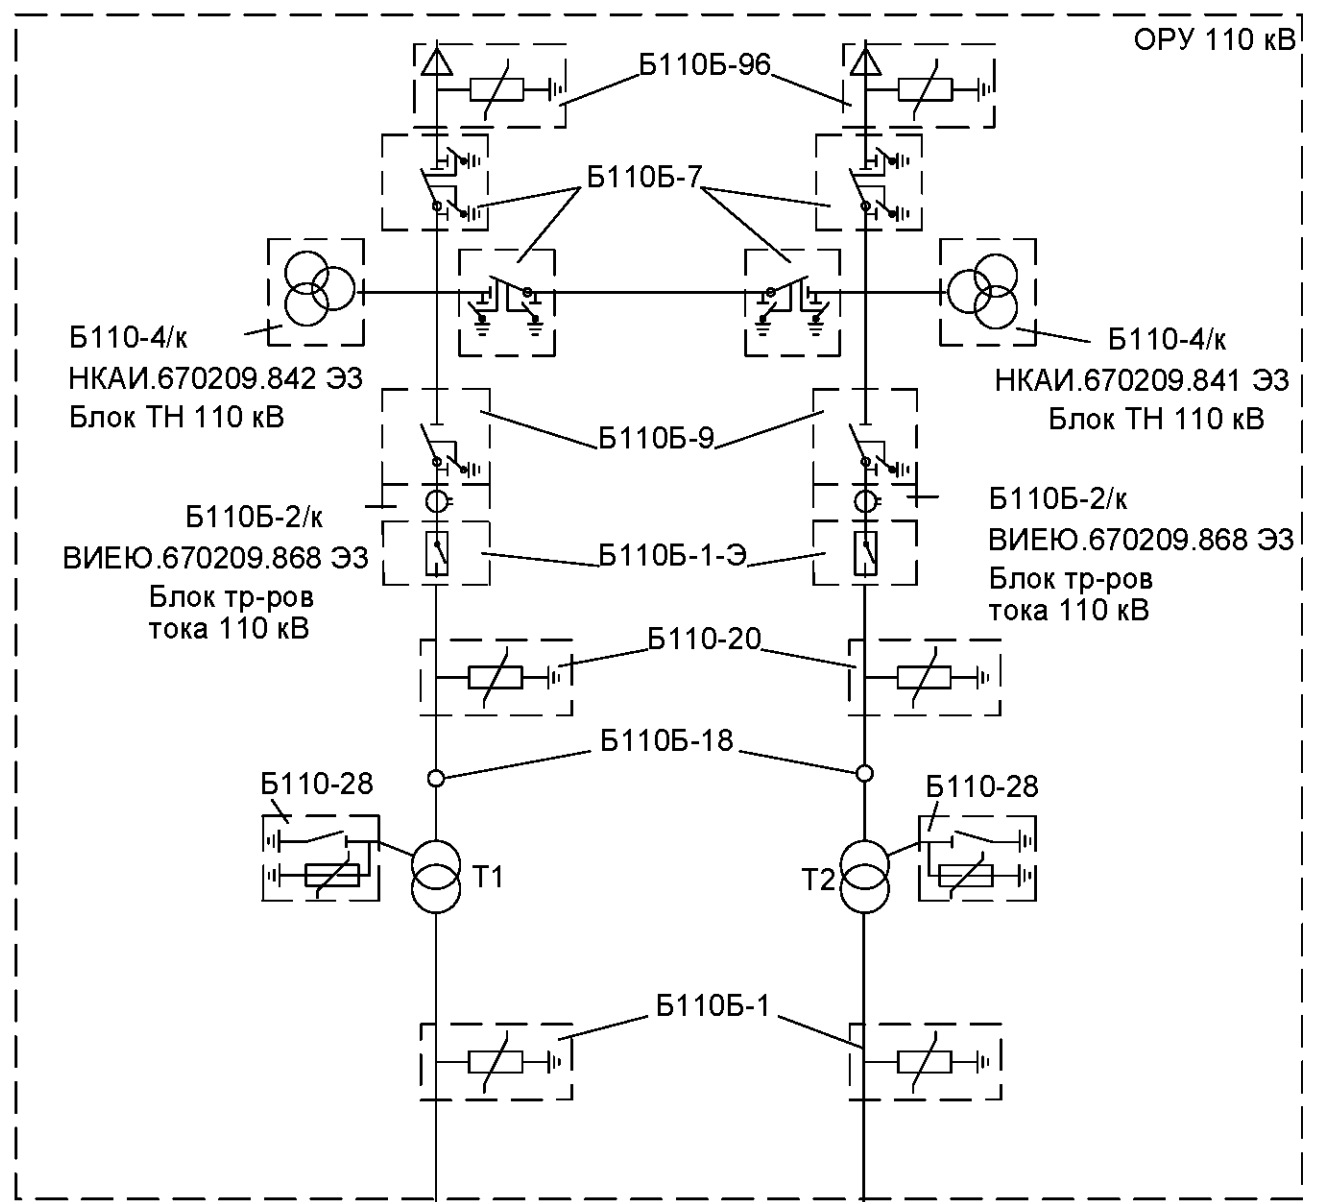 ОРУ 110 кВ
Б110Б-96
Б110Б-7
Б110-4/к
НКАИ.670209.842 ЭЗ
Блок ТН 110 кВ
Б110-4/к
НКАИ.670209.841 ЭЗ
Блок ТН 110 кВ
Б110Б-9
Б110Б-2/к
ВИЕЮ.670209.868 ЭЗ
Блок тр-ров
тока 110 кВ
Б110Б-1-Э
Б110Б-2/к
ВИЕЮ.670209.868 ЭЗ
Блок тр-ров
тока 110 кВ
Б110-20
Б110Б-18
Б110-28
Б110-28
Т1
Т2
Б110Б-1